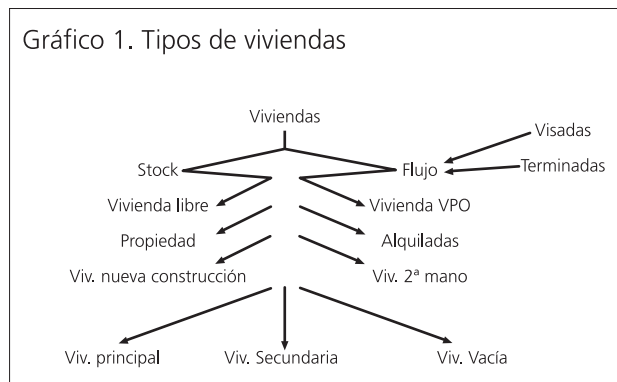 Gráfico 1. Tipos de viviendas
Viviendas
Visadas
Stock
Flujo
Terminadas
Vivienda libre
Vivienda VPO
Propiedad
Alquiladas
Viv. nueva construcción
Viv. 2ª mano
Viv. principal
Viv. Secundaria
Viv. Vacía